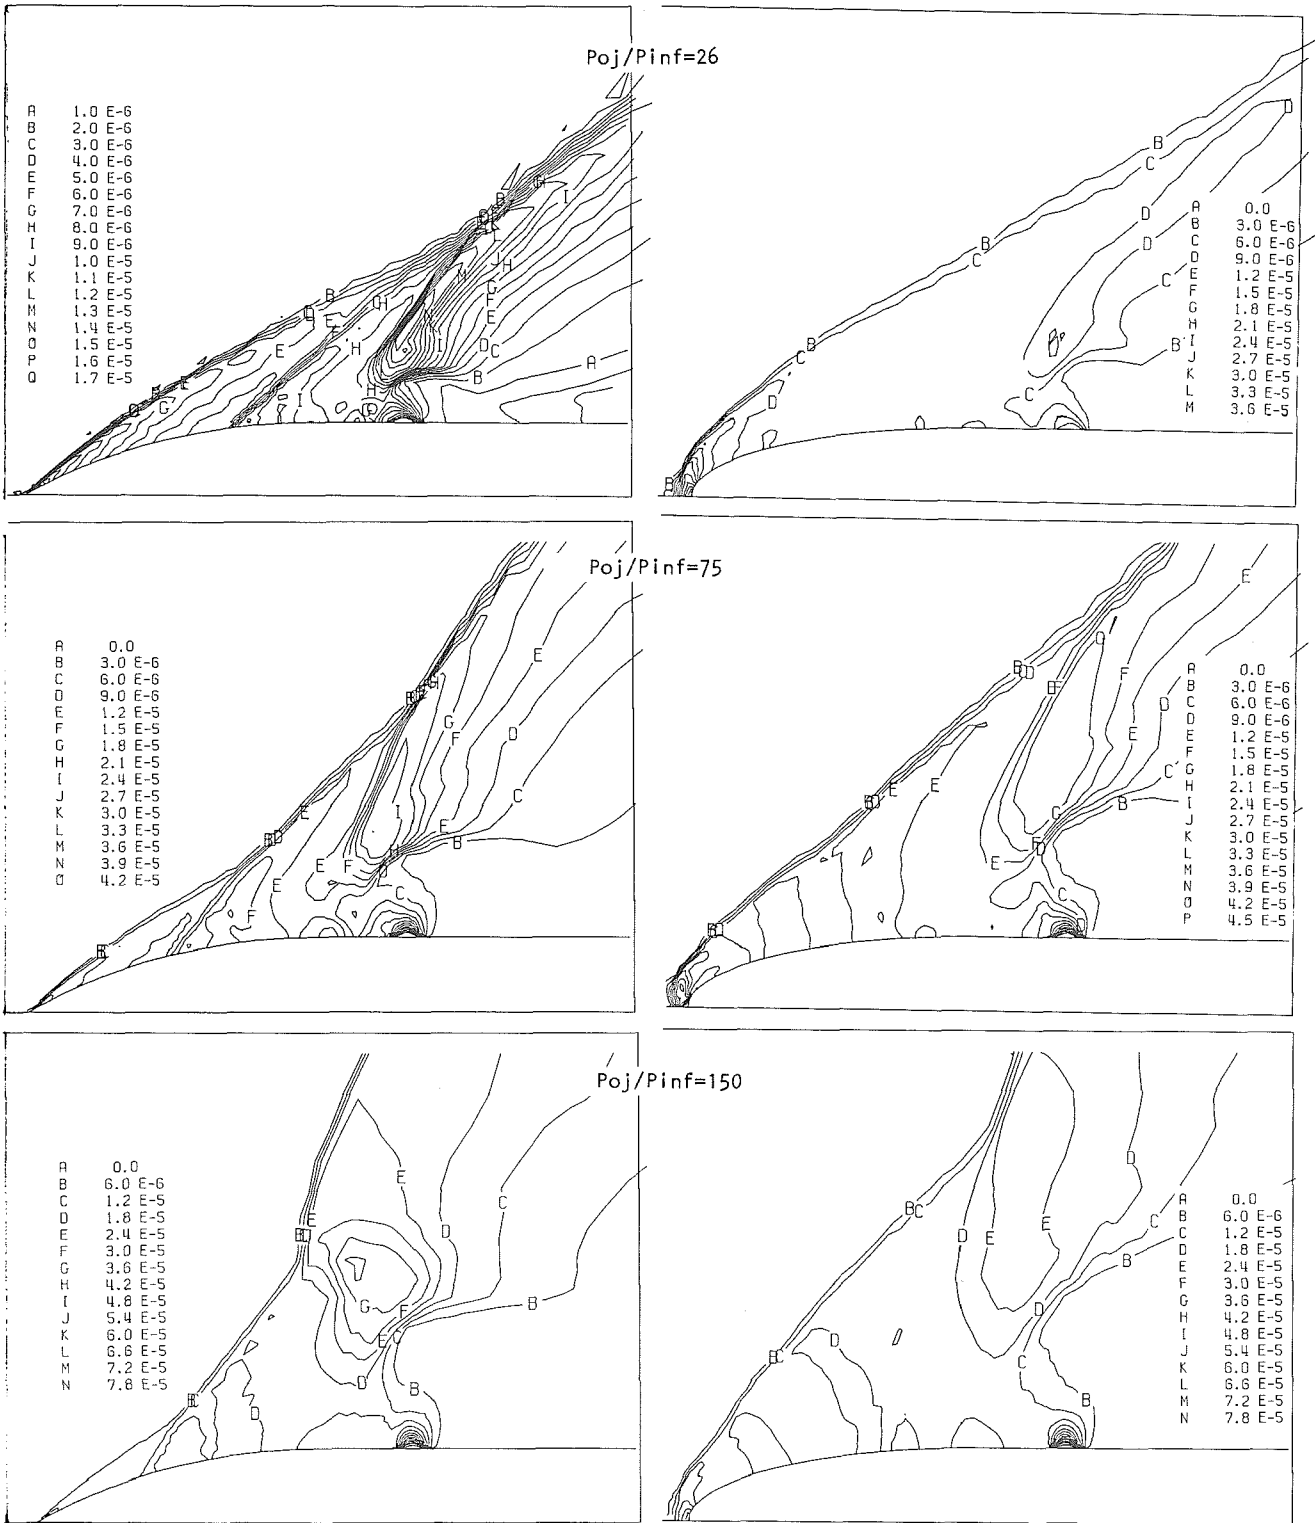 Poj/Pinf=26
A 1.0 E-6
B 2.0 E-6
C 3.0 E-6
D 4.0 E-6
E 5.0 E-6
F 6.0 E-6
G 7.0 E-6
H 8.0 E-6
I 9.0 E-6
J 1.0 E-5
K 1.1 E-5
L 1.2 E-5
M 1.3 E-5
N 1.4 E-5
O 1.5 E-5
P 1.6 E-5
Q 1.7 E-5
A 0.0
B 3.0 E-6
C 6.0 E-6
D 9.0 E-6
E 1.2 E-5
F 1.5 E-5
G 1.8 E-5
H 2.1 E-5
I 2.4 E-5
J 2.7 E-5
K 3.0 E-5
L 3.3 E-5
M 3.6 E-5
Poj/Pinf=75
A 0.0
B 3.0 E-6
C 6.0 E-6
D 9.0 E-6
E 1.2 E-5
F 1.5 E-5
G 1.8 E-5
H 2.1 E-5
I 2.4 E-5
J 2.7 E-5
K 3.0 E-5
L 3.3 E-5
M 3.6 E-5
N 3.9 E-5
O 4.2 E-5
A 0.0
B 3.0 E-6
C 6.0 E-6
D 9.0 E-6
E 1.2 E-5
F 1.5 E-5
G 1.8 E-5
H 2.1 E-5
I 2.4 E-5
J 2.7 E-5
K 3.0 E-5
L 3.3 E-5
M 3.6 E-5
N 3.9 E-5
O 4.2 E-5
P 4.5 E-5
Poj/Pinf=150
A 0.0
B 6.0 E-6
C 1.2 E-5
D 1.8 E-5
E 2.4 E-5
F 3.0 E-5
G 3.6 E-5
H 4.2 E-5
I 4.8 E-5
J 5.4 E-5
K 6.0 E-5
L 6.6 E-5
M 7.2 E-5
N 7.8 E-5
A 0.0
B 6.0 E-6
C 1.2 E-5
D 1.8 E-5
E 2.4 E-5
F 3.0 E-5
G 3.6 E-5
H 4.2 E-5
I 4.8 E-5
J 5.4 E-5
K 6.0 E-5
L 6.6 E-5
M 7.2 E-5
N 7.8 E-5